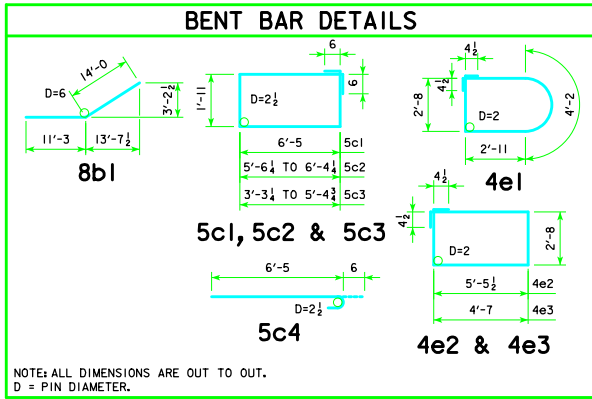 BENT BAR DETAILS
14'-0
D=6
3'-2½
11'-3
13'-7½
8b1
6
6
1'-11
D=2½
6'-5
5c1
5'-6¼ TO 6'-4¼
5c2
3'-3¼ TO 5'-4¾
5c3
5c1, 5c2 & 5c3
4½
4½
2'-8
D=2
4'-2
2'-11
4e1
6'-5
6
D=2½
5c4
4½
4½
D=2
2'-8
5'-5½
4e2
4'-7
4e3
4e2 & 4e3
NOTE: ALL DIMENSIONS ARE OUT TO OUT.
D = PIN DIAMETER.